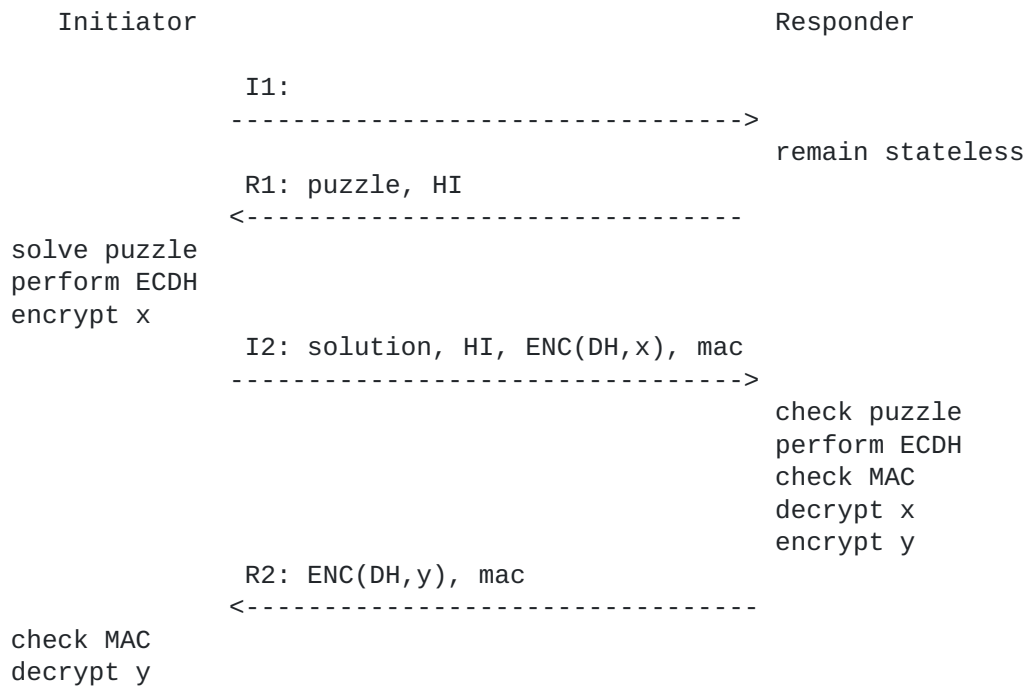 Initiator Responder
I1:
--------------------------------->
remain stateless
R1: puzzle, HI
<--------------------------------
solve puzzle
perform ECDH
encrypt x
I2: solution, HI, ENC(DH,x), mac
--------------------------------->
check puzzle
perform ECDH
check MAC
decrypt x
encrypt y
R2: ENC(DH,y), mac
<---------------------------------
check MAC
decrypt y